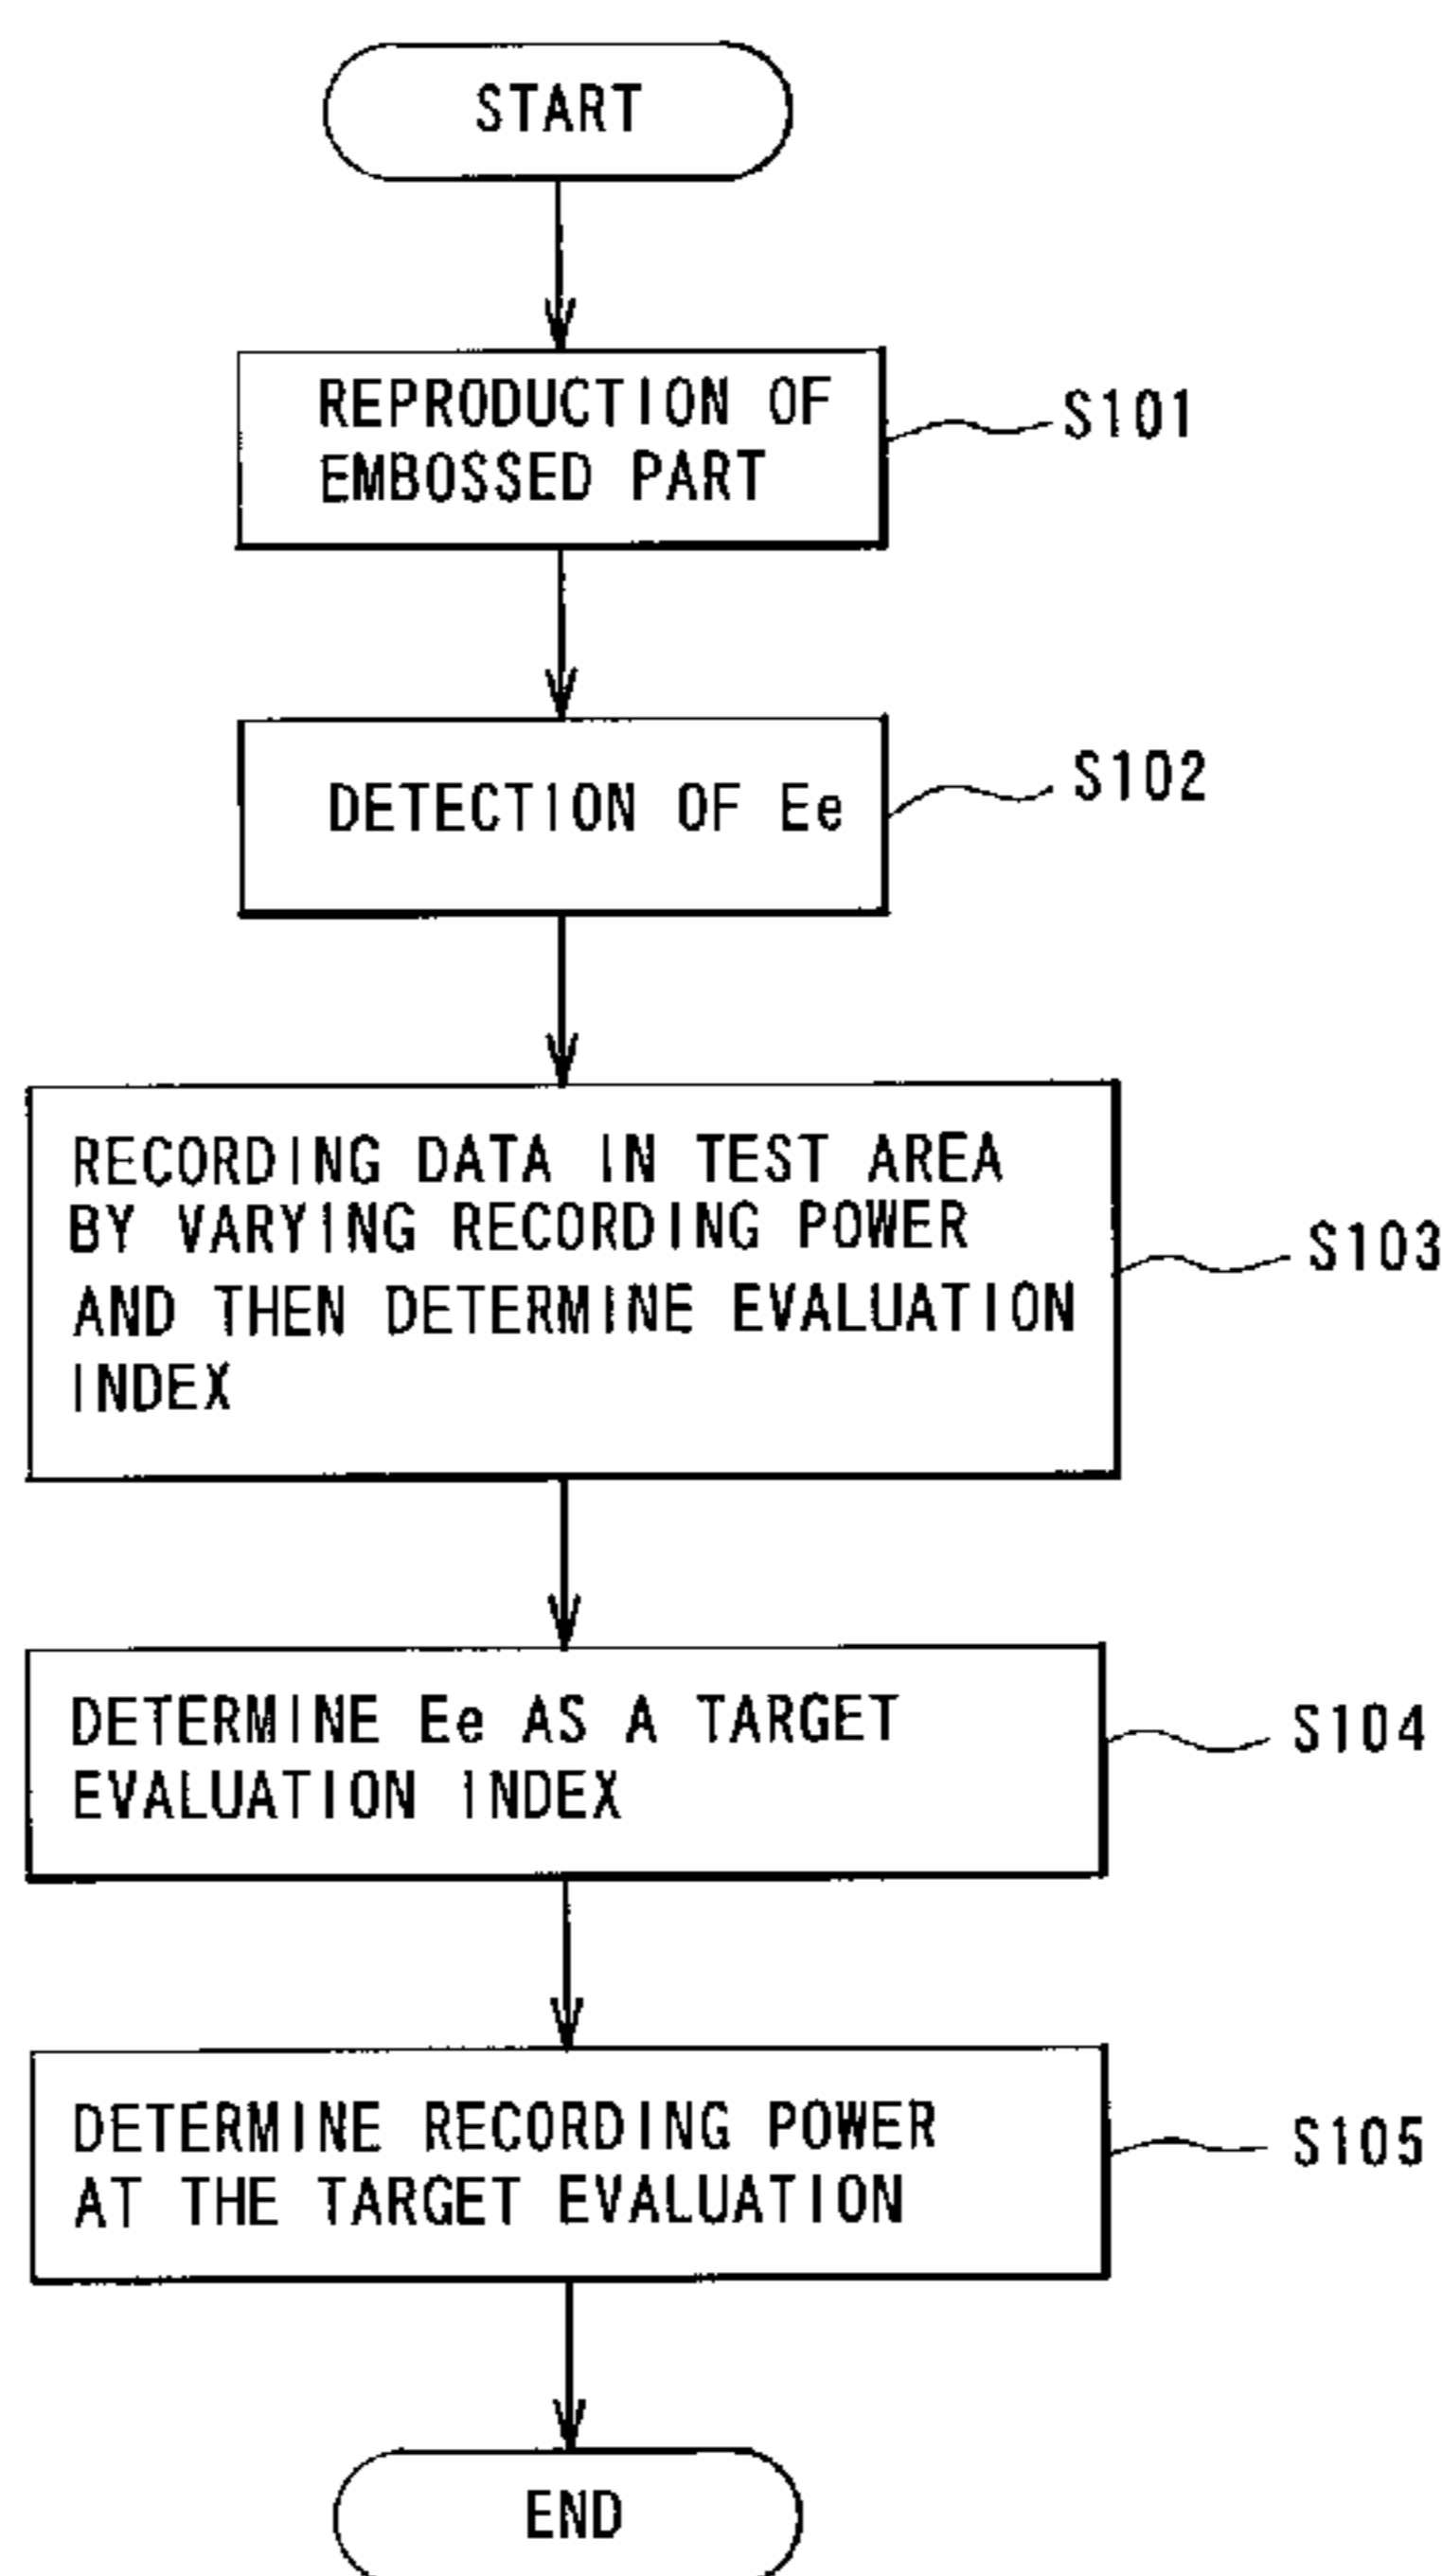 START
REPRODUCTION OF
EMBOSSED PART
S101
DETECTION OF Ee
S102
RECORDING DATA IN TEST AREA
BY VARYING RECORDING POWER
AND THEN DETERMINE EVALUATION
INDEX
S103
DETERMINE Ee AS A TARGET
EVALUATION INDEX
S104
DETERMINE RECORDING POWER
AT THE TARGET EVALUATION
S105
END